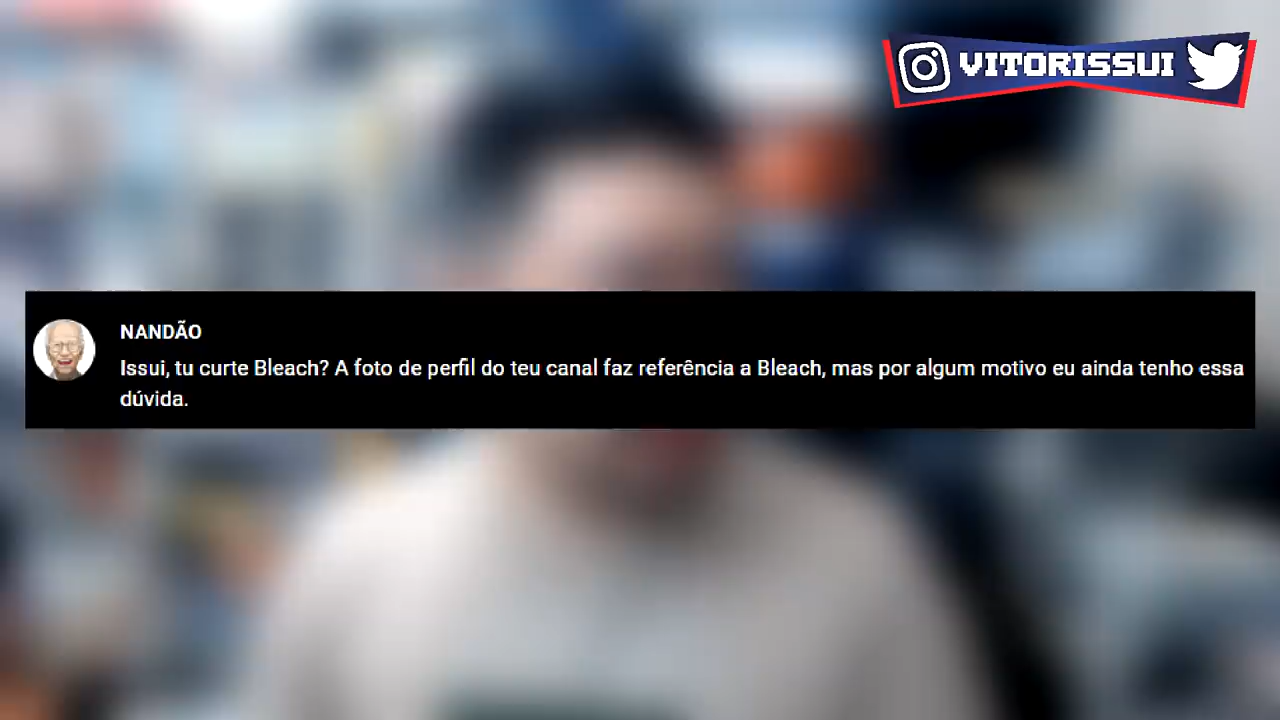 VITORISSUI
NANDÃO
Issui, tu curte Bleach? A foto de perfil do teu canal faz referência a Bleach, mas por algum motivo eu ainda tenho essa
dúvida.